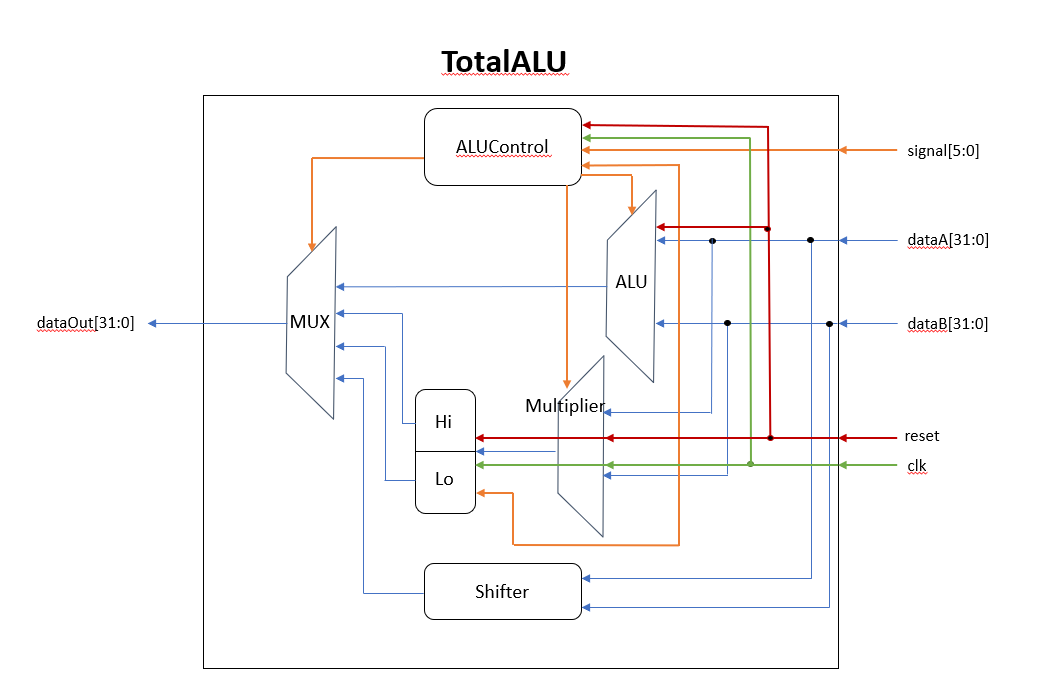 TotalALU
ALUControl
signal[5:0]
dataA[31:0]
ALU
MUX
dataOut[31:0]
dataB[31:0]
Multiplier
Hi
reset
clk
Lo
Shifter